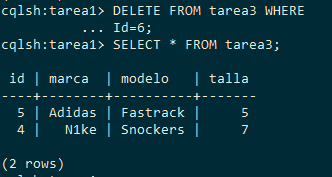 cqlsh:tarea1> DELETE FROM tarea3 WHERE
... Id=6;
cqlsh:tarea1> SELECT * FROM tarea3;
id | marca | modelo | talla
----+--------+----------+-------
5 | Adidas | Fastrack | 5
4 | N1ke | Snockers | 7
(2 rows)